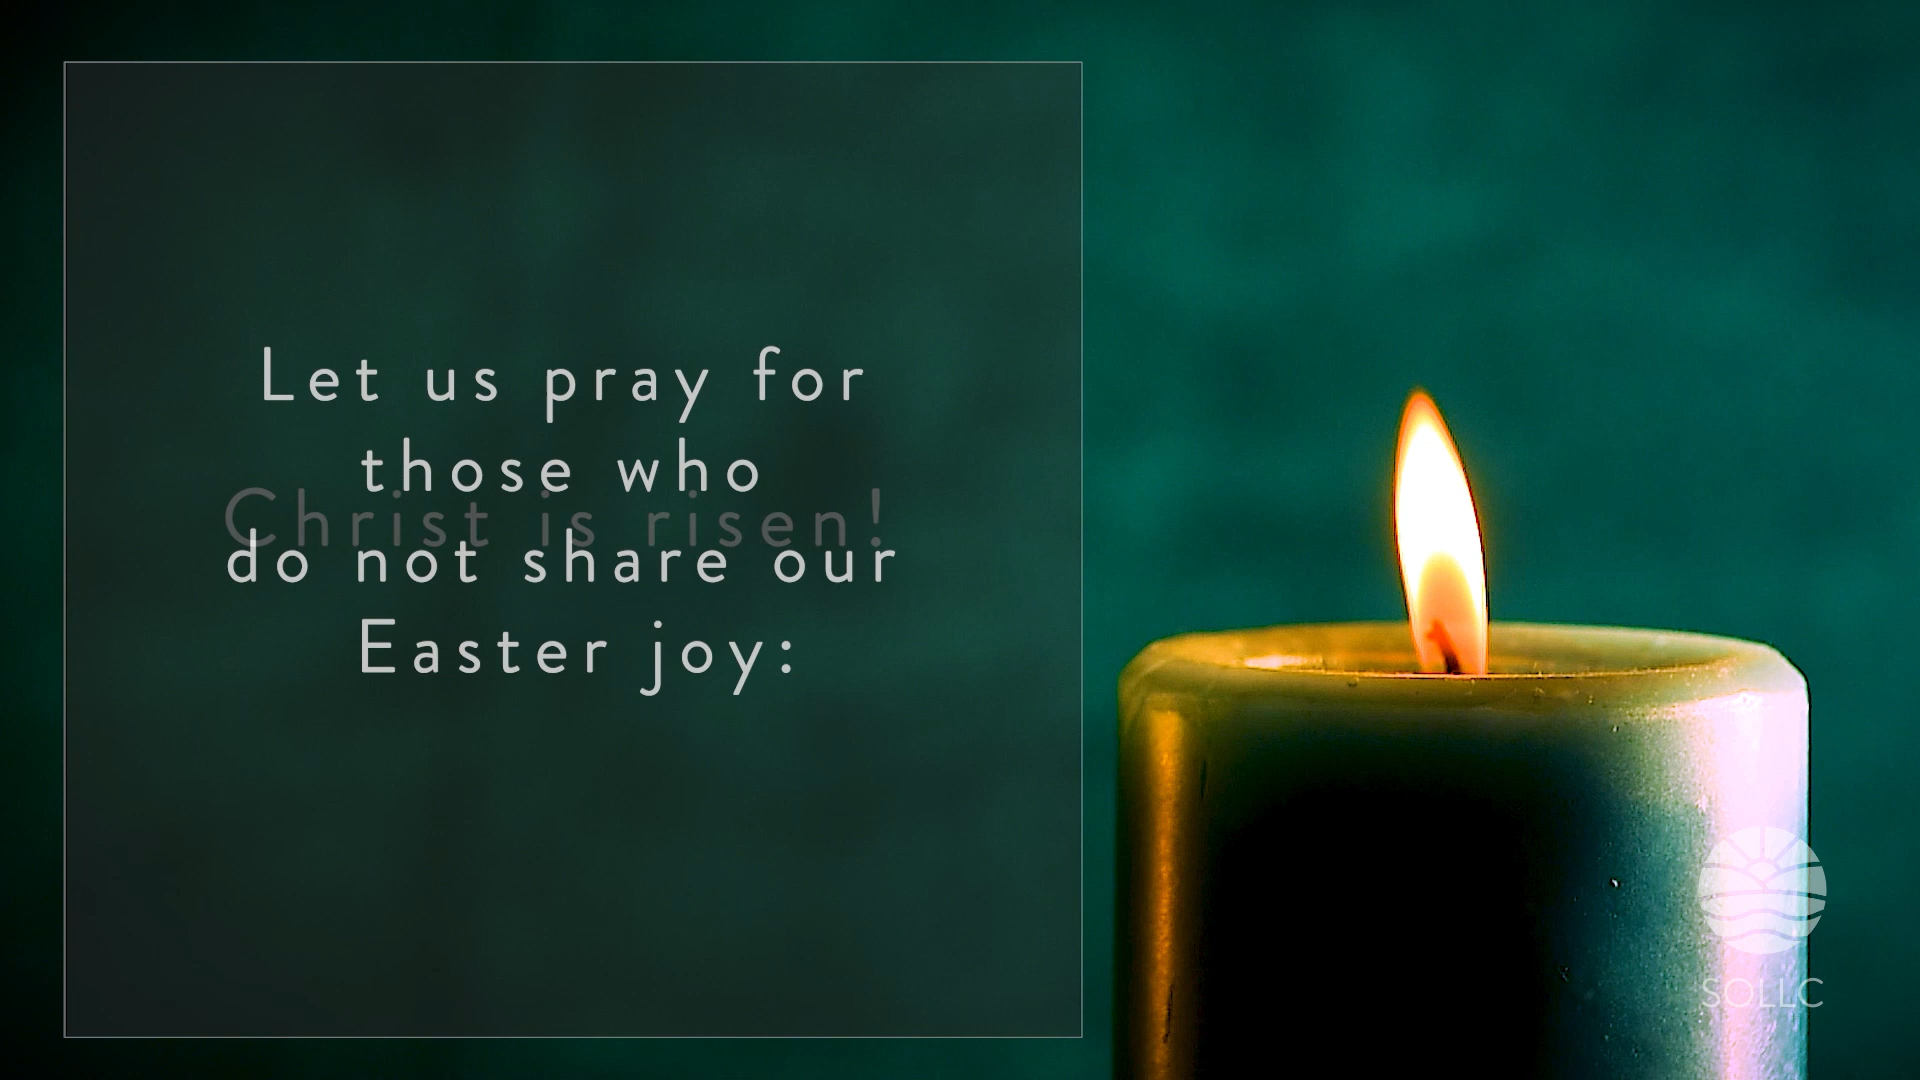 Let us pray for
those who
Christ is risen!
do not share our
Easter joy:
SOLLC